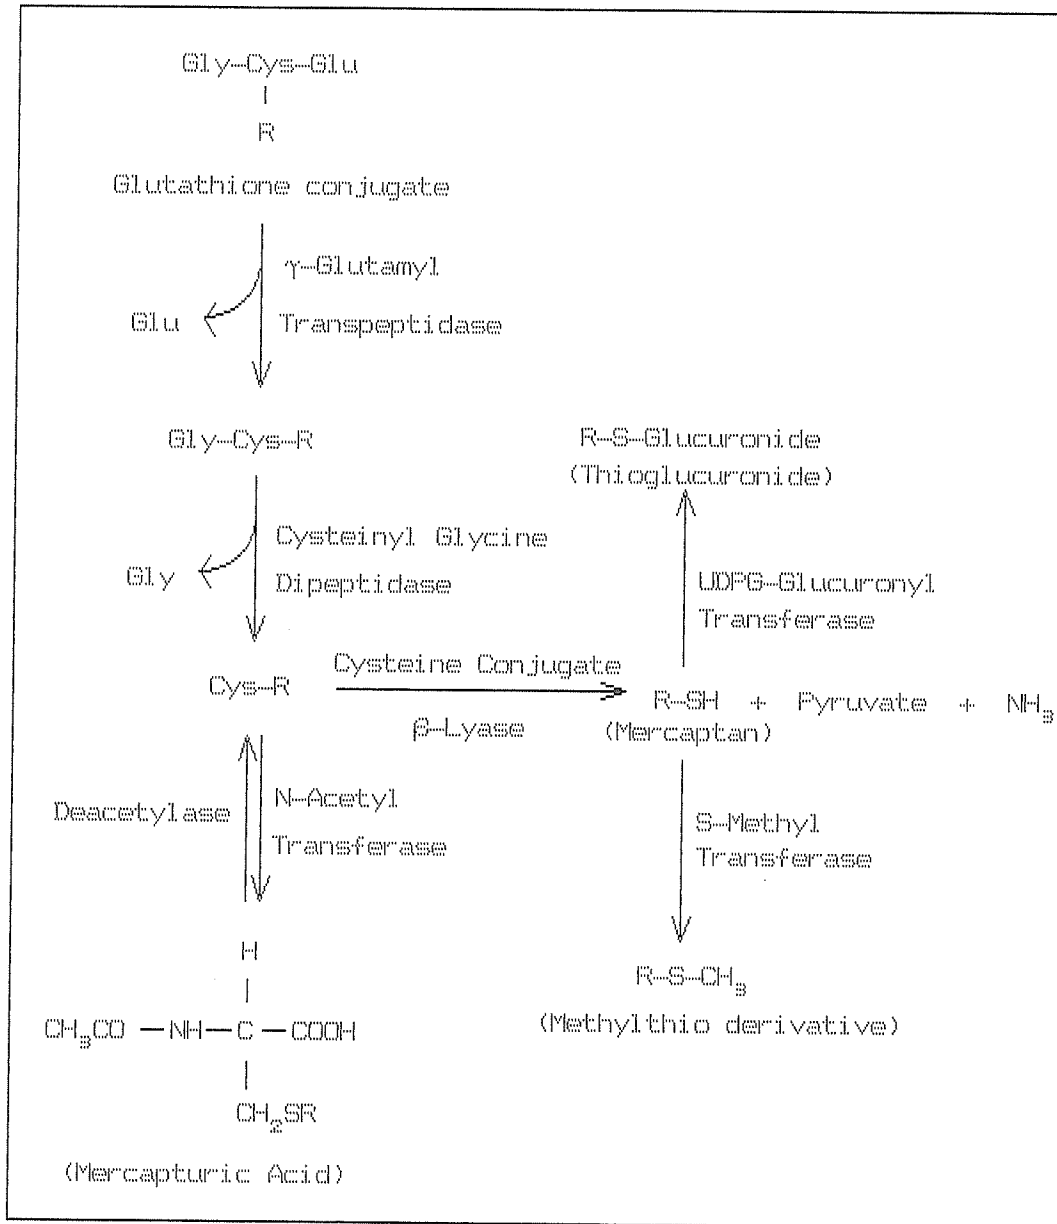 Gly-Cys-Glu
R
Glutathione conjugate
γ-Glutamyl
Glu
Transpeptidase
Gly-Cys-R
R-S-Glucuronide
(Thioglucuronide)
Cysteinyl Glycine
Gly
Dipeptidase
UDPG-Glucuronyl
Transferase
Cysteine Conjugate
Cys-R
β-Lyase
R-SH + Pyruvate + NH₃
(Mercaptan)
Deacetylase
N-Acetyl
Transferase
S-Methyl
Transferase
H
R-S-CH₃
CH₃CO-NH-C-COOH
(Methylthio derivative)
CH₂SR
(Mercapturic Acid)